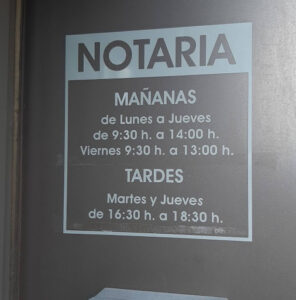 NOTARIA
MAÑANAS
de Lunes a Jueves
de 9:30 h. a 14:00 h.
Viernes 9:30 h. a 13:00 h.
TARDES
Martes y Jueves
de 16:30 h. a 18:30 h.